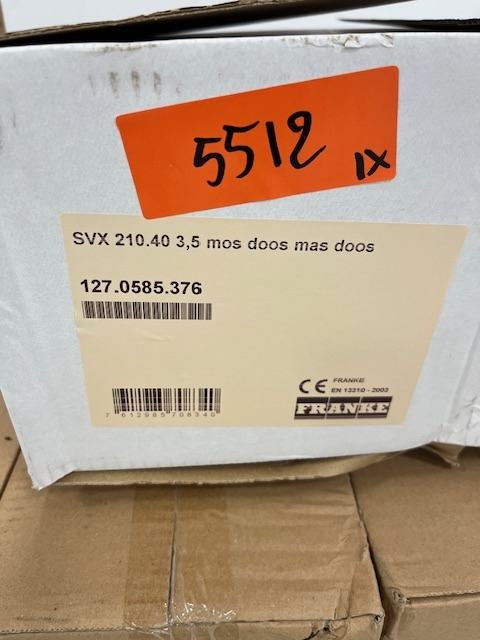 5512 1X
SVX 210.40 3,5 mos doos mas doos
127.0585.376
CE FRANKE
EN 13310 - 2003
FRANKE
7 612985 708340